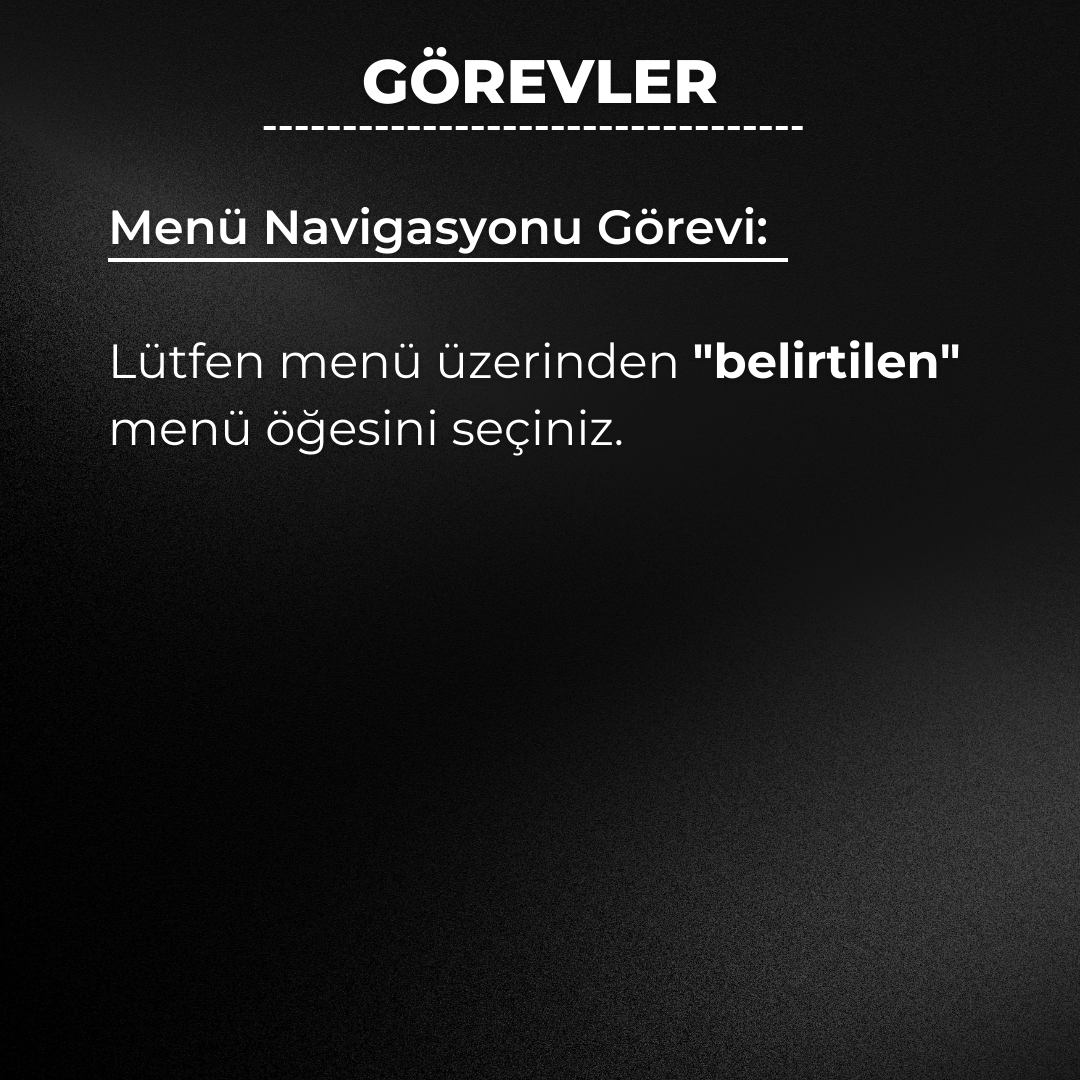 GÖREVLER
----------------------------------
Menü Navigasyonu Görevi:
Lütfen menü üzerinden "belirtilen"
menü öğesini seçiniz.